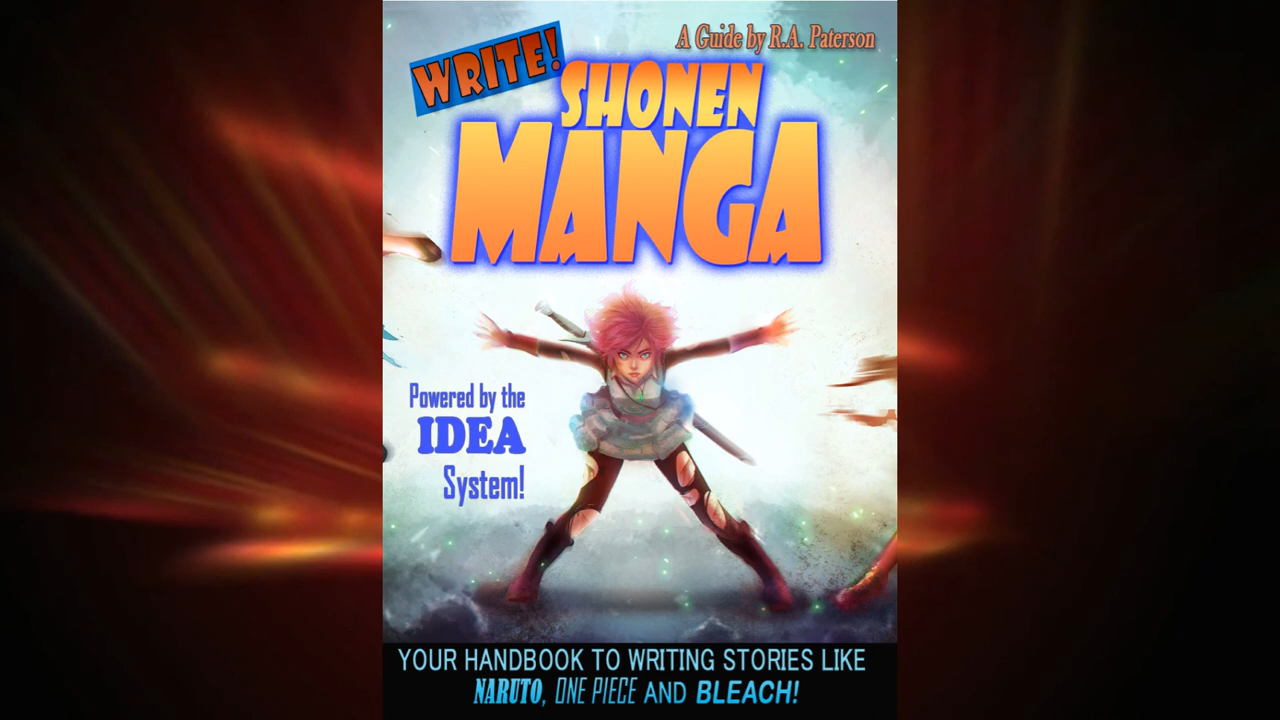 A Guide by R.A. Paterson
WRITE!
SHONEN
MANGA
Powered by the
IDEA
System!
YOUR HANDBOOK TO WRITING STORIES LIKE
NARUTO, ONE PIECE AND BLEACH!